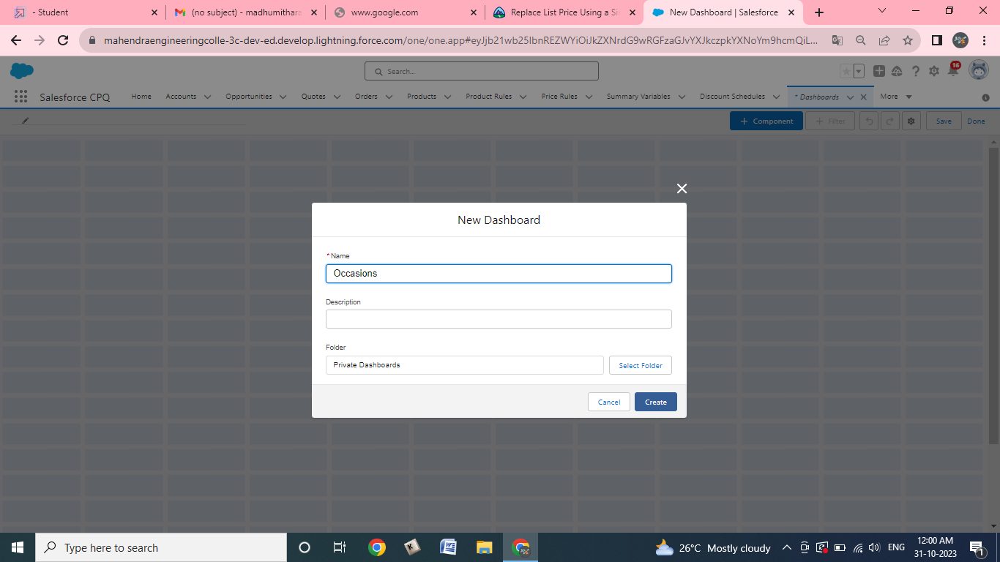 - Student
(no subject) - madhumithara
www.google.com
Replace List Price Using a Si
New Dashboard | Salesforce
mahendraengineeringcolle-3c-dev-ed.develop.lightning.force.com/one/one.app#eyJjb21wb25lbnREZWYiOiJkZXNrdG9wRGFzaGJvYXJkczpkYXNoYm9hcmQiL...
Search...
16
Salesforce CPQ
Home
Accounts
Opportunities
Quotes
Orders
Products
Product Rules
Price Rules
Summary Variables
Discount Schedules
* Dashboards
More
+ Component
+ Filter
Save
Done
New Dashboard
* Name
Occasions
Description
Folder
Private Dashboards
Select Folder
Cancel
Create
Type here to search
26°C Mostly cloudy
ENG
12:00 AM
31-10-2023
1